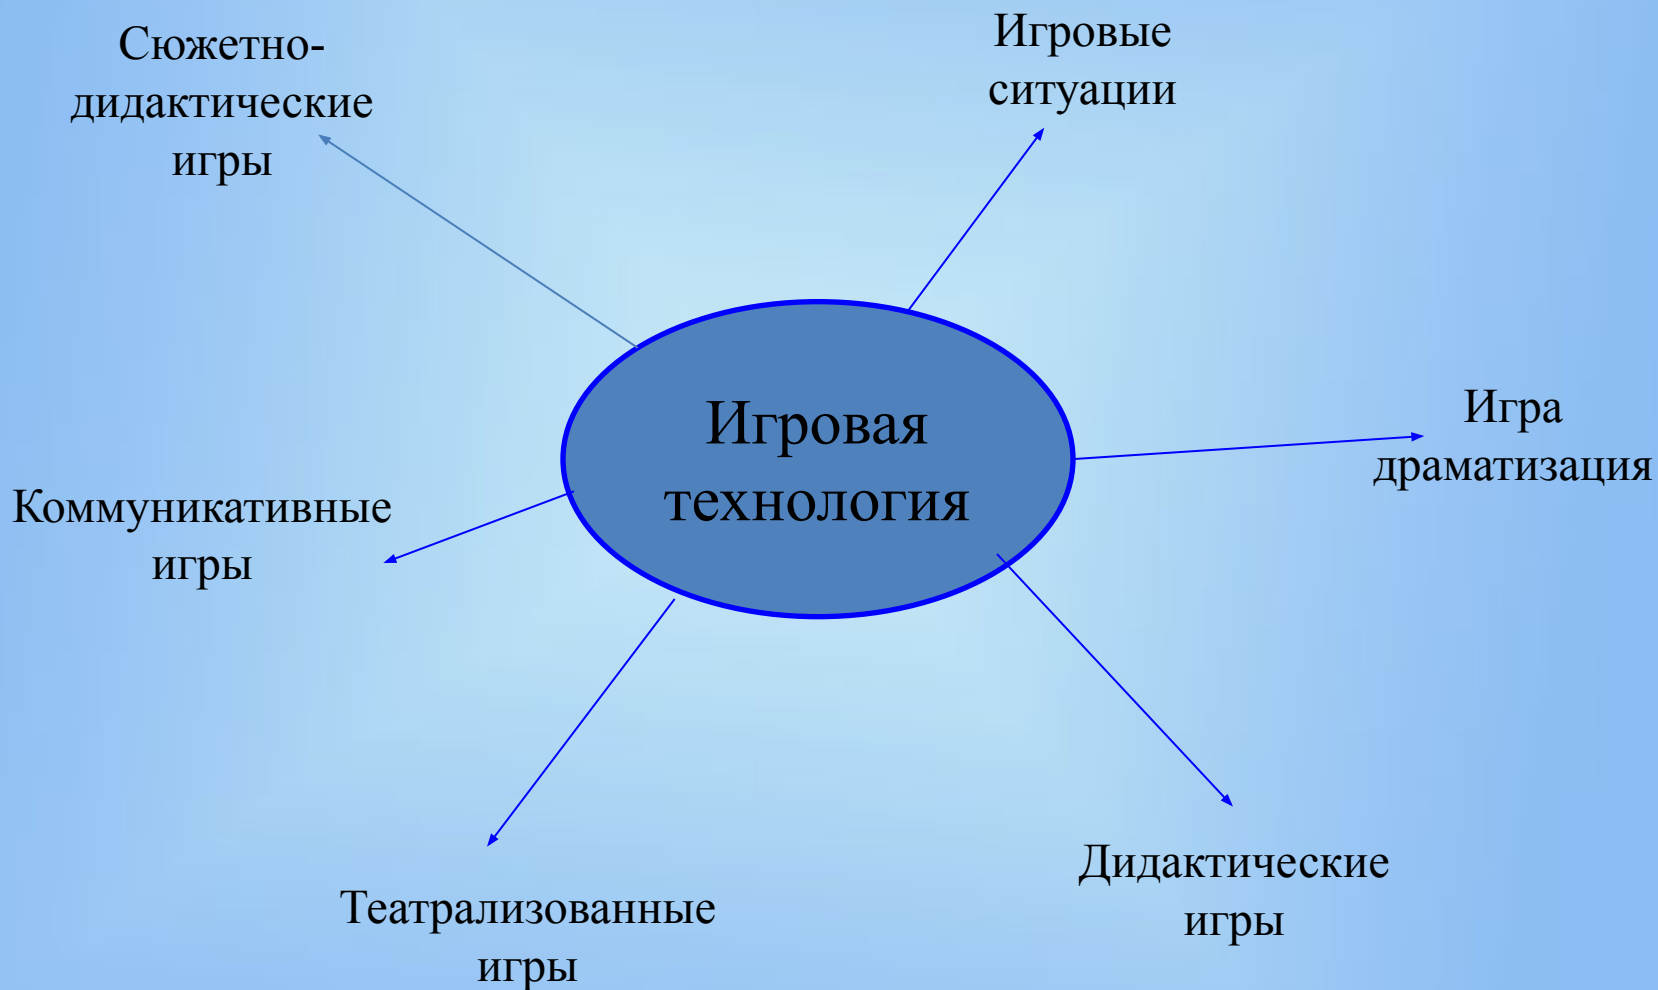 Сюжетно-
дидактические
игры
Игровые
ситуации
Игровая
технология
Игра
драматизация
Коммуникативные
игры
Театрализованные
игры
Дидактические
игры